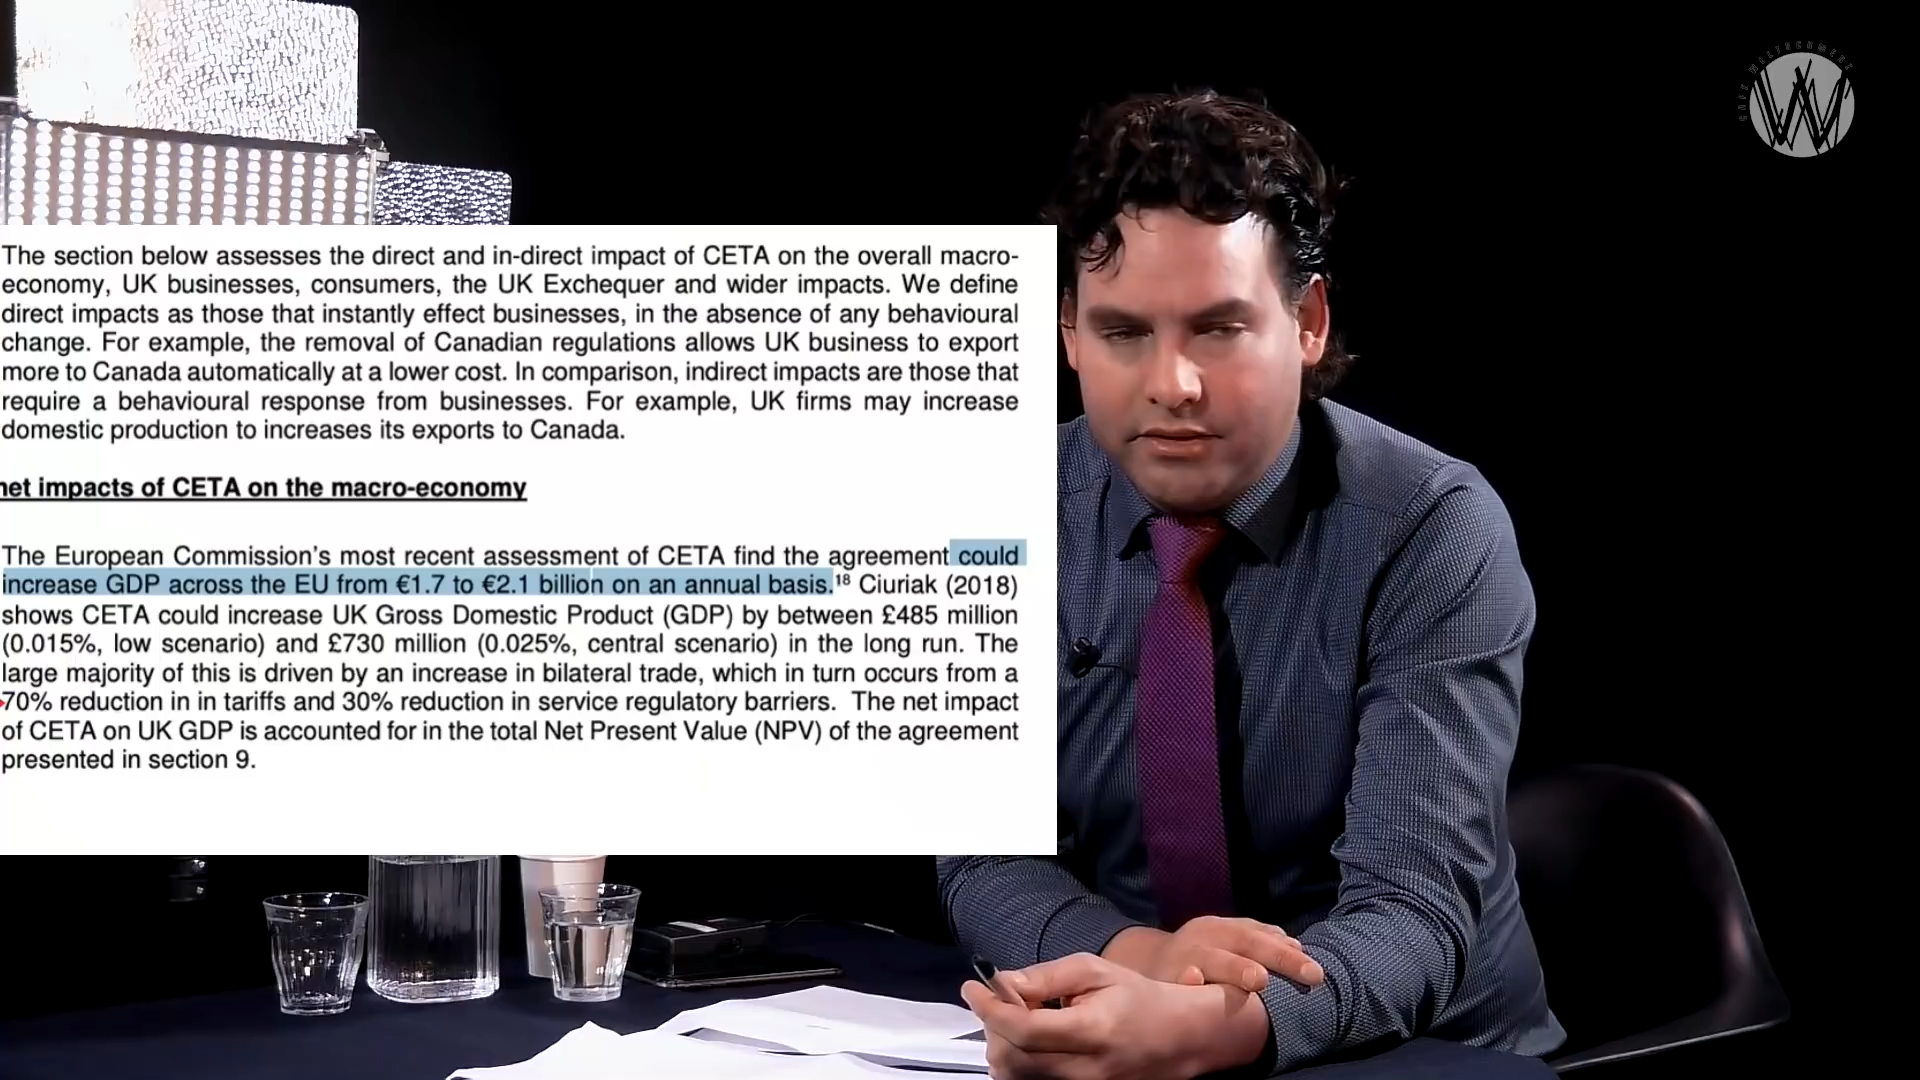 CAFÉ WELTSCHMERZ
The section below assesses the direct and in-direct impact of CETA on the overall macro-
economy, UK businesses, consumers, the UK Exchequer and wider impacts. We define
direct impacts as those that instantly effect businesses, in the absence of any behavioural
change. For example, the removal of Canadian regulations allows UK business to export
more to Canada automatically at a lower cost. In comparison, indirect impacts are those that
require a behavioural response from businesses. For example, UK firms may increase
domestic production to increases its exports to Canada.
net impacts of CETA on the macro-economy
The European Commission's most recent assessment of CETA find the agreement could
increase GDP across the EU from €1.7 to €2.1 billion on an annual basis.18 Ciuriak (2018)
shows CETA could increase UK Gross Domestic Product (GDP) by between £485 million
(0.015%, low scenario) and £730 million (0.025%, central scenario) in the long run. The
large majority of this is driven by an increase in bilateral trade, which in turn occurs from a
70% reduction in in tariffs and 30% reduction in service regulatory barriers. The net impact
of CETA on UK GDP is accounted for in the total Net Present Value (NPV) of the agreement
presented in section 9.